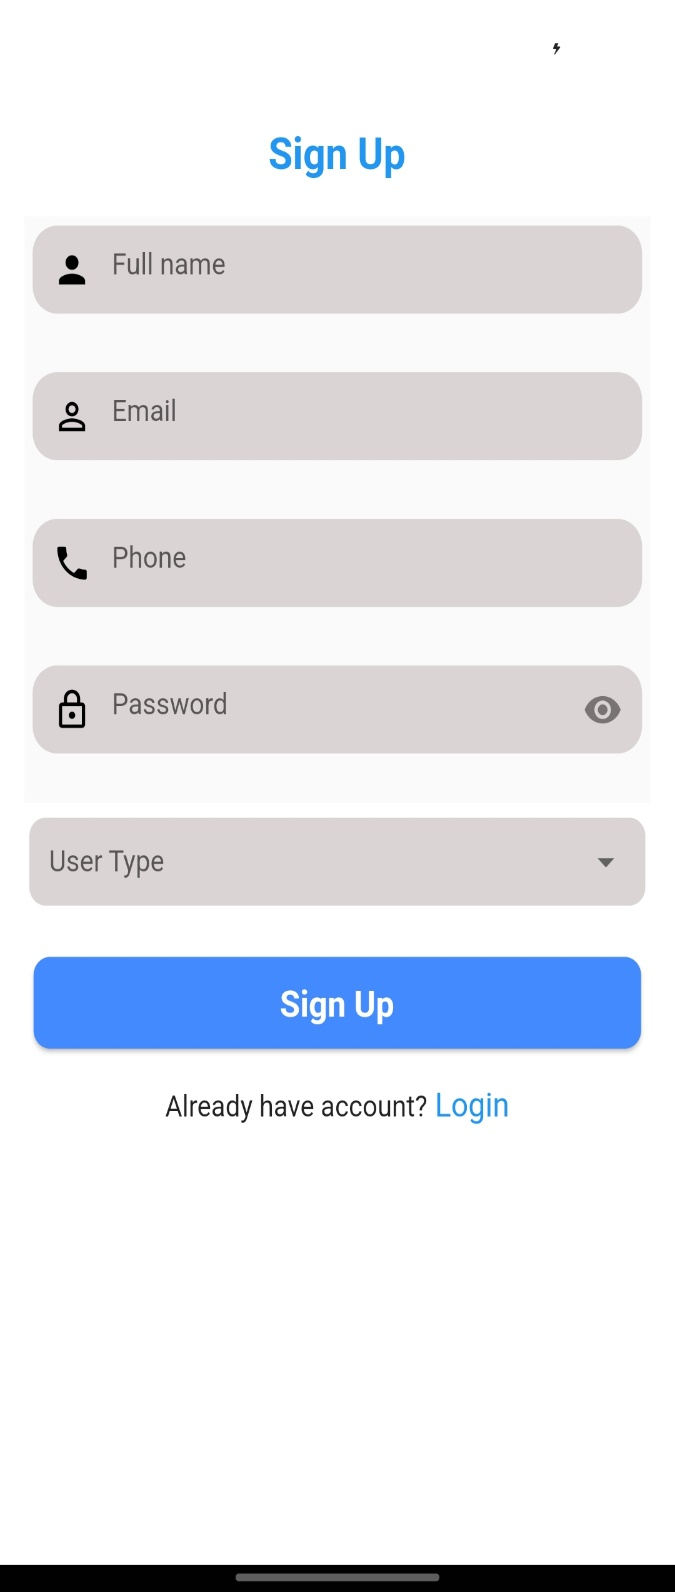 Sign Up
Full name
Email
Phone
Password
User Type
Sign Up
Already have account? Login